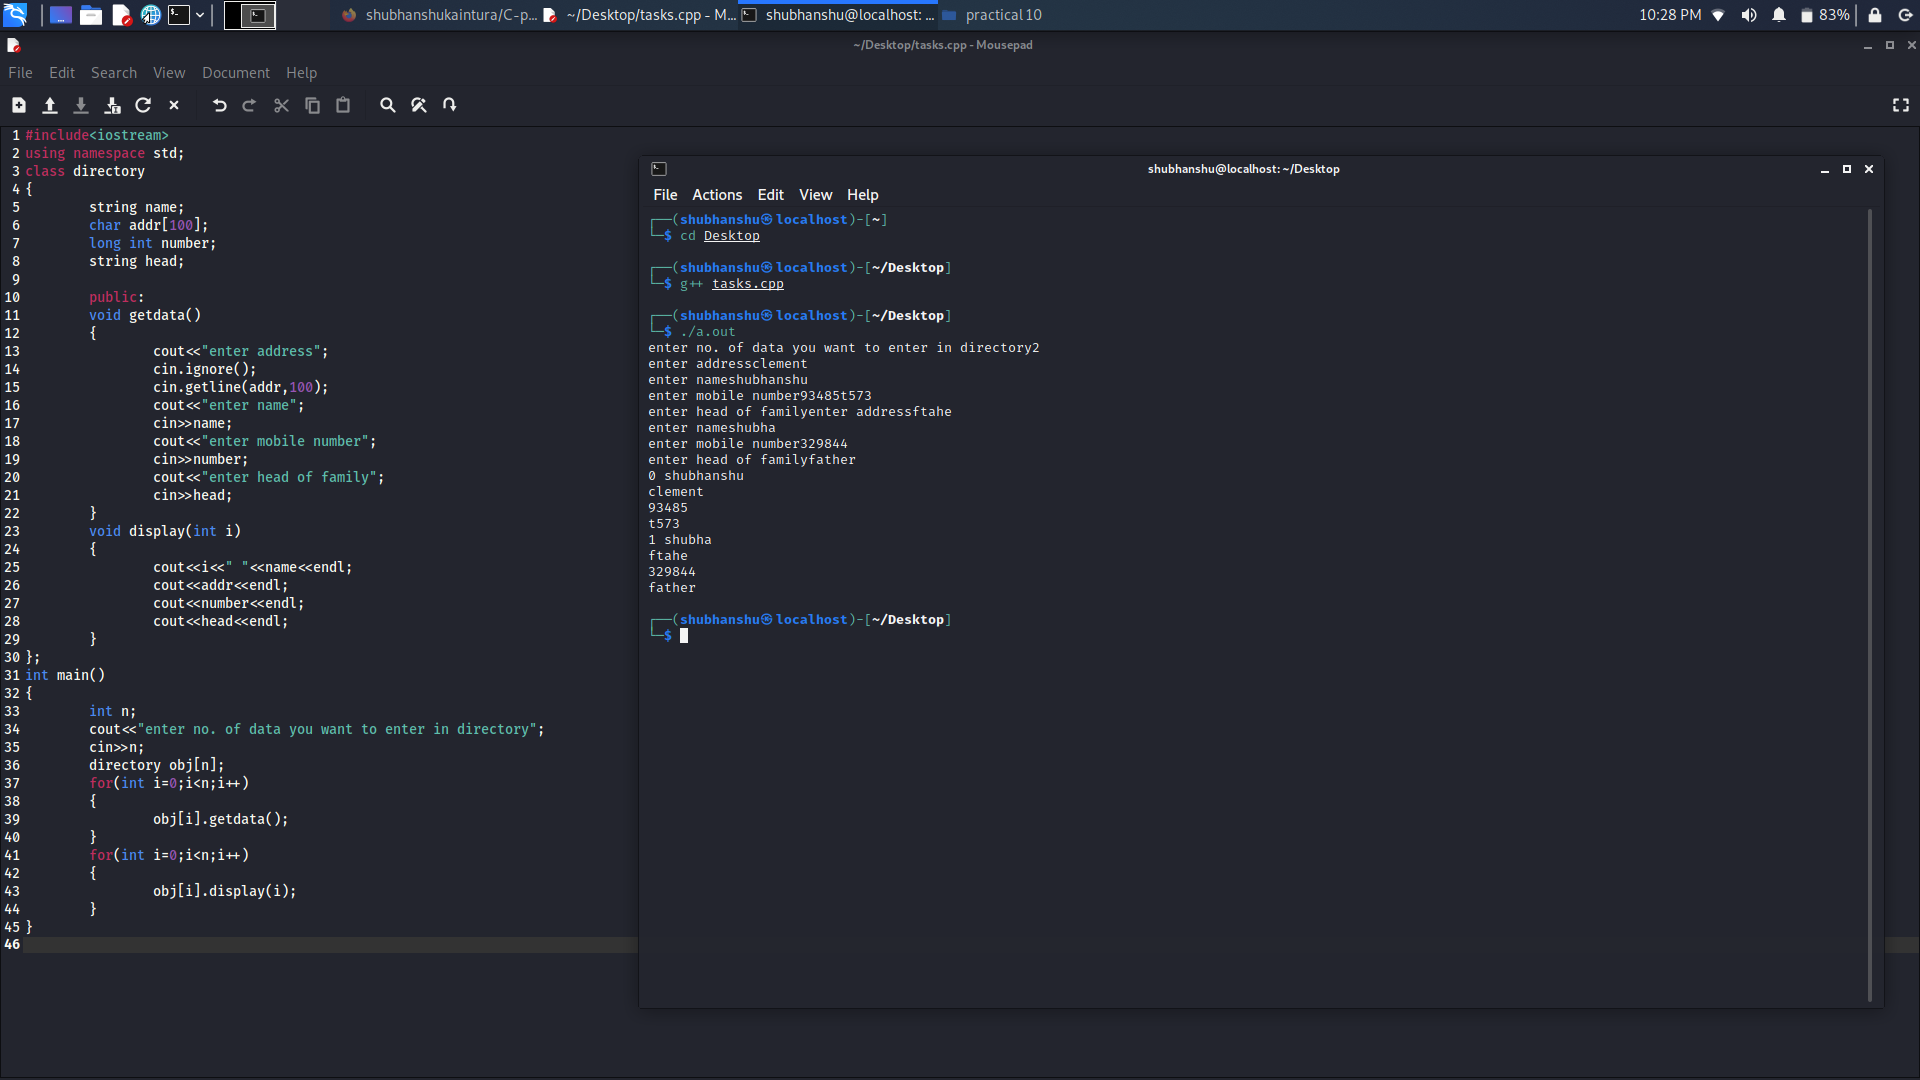 shubhanshukaintura/C-p... ~/Desktop/tasks.cpp - M... shubhanshu@localhost: ... practical 10 10:28 PM 83%
~/Desktop/tasks.cpp - Mousepad
File Edit Search View Document Help
1 #include<iostream>
2 using namespace std;
3 class directory
4 {
5 string name;
6 char addr[100];
7 long int number;
8 string head;
9
10 public:
11 void getdata()
12 {
13 cout<<"enter address";
14 cin.ignore();
15 cin.getline(addr,100);
16 cout<<"enter name";
17 cin>>name;
18 cout<<"enter mobile number";
19 cin>>number;
20 cout<<"enter head of family";
21 cin>>head;
22 }
23 void display(int i)
24 {
25 cout<<i<<" "<<name<<endl;
26 cout<<addr<<endl;
27 cout<<number<<endl;
28 cout<<head<<endl;
29 }
30 };
31 int main()
32 {
33 int n;
34 cout<<"enter no. of data you want to enter in directory";
35 cin>>n;
36 directory obj[n];
37 for(int i=0;i<n;i++)
38 {
39 obj[i].getdata();
40 }
41 for(int i=0;i<n;i++)
42 {
43 obj[i].display(i);
44 }
45 }
46
shubhanshu@localhost: ~/Desktop
File Actions Edit View Help
┌──(shubhanshu㉿localhost)-[~]
└─$ cd Desktop
┌──(shubhanshu㉿localhost)-[~/Desktop]
└─$ g++ tasks.cpp
┌──(shubhanshu㉿localhost)-[~/Desktop]
└─$ ./a.out
enter no. of data you want to enter in directory2
enter addressclement
enter nameshubhanshu
enter mobile number93485t573
enter head of familyenter addressftahe
enter nameshubha
enter mobile number329844
enter head of familyfather
0 shubhanshu
clement
93485
t573
1 shubha
ftahe
329844
father
┌──(shubhanshu㉿localhost)-[~/Desktop]
└─$